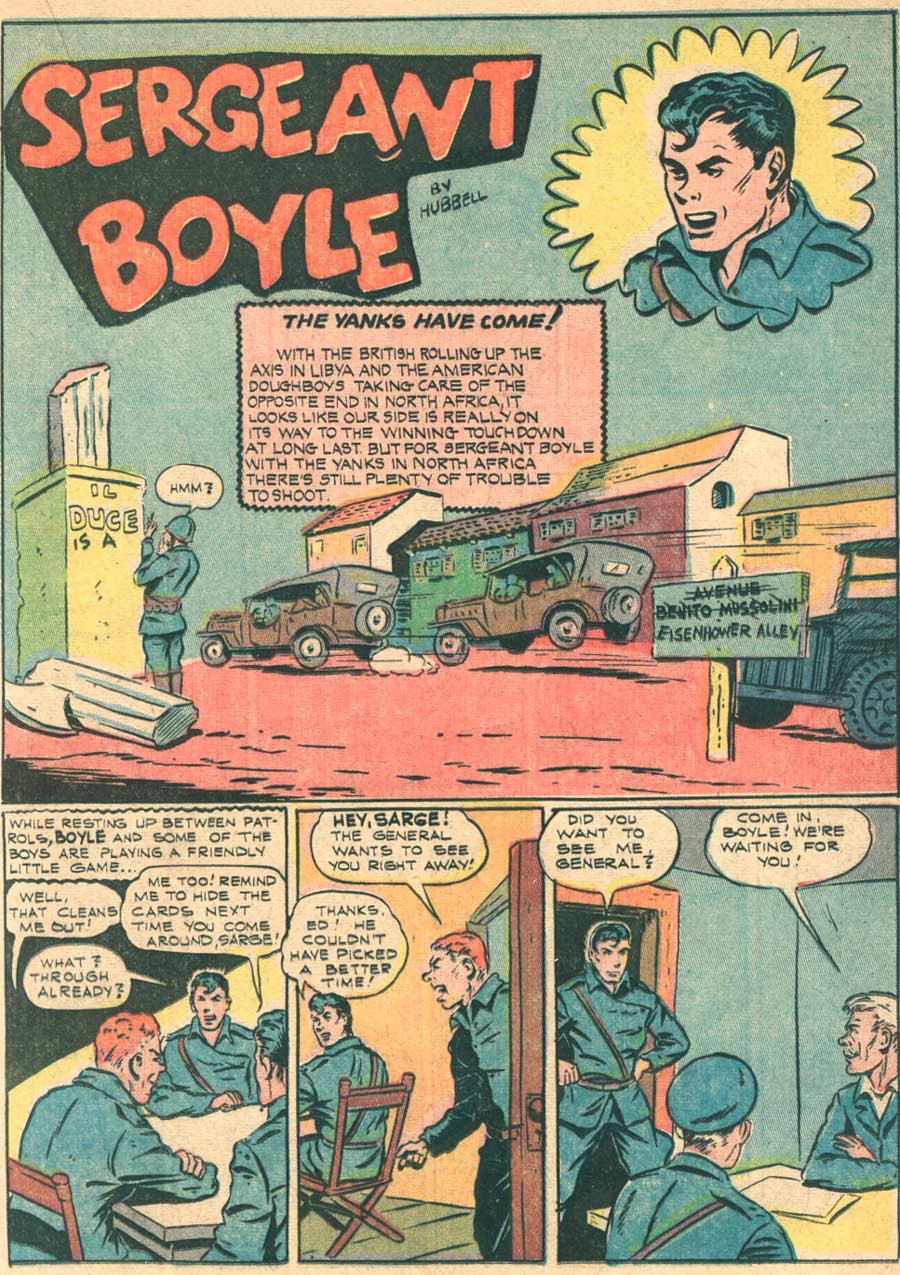 SERGEANT
BOYLE
BY
HUBBELL
THE YANKS HAVE COME!
WITH THE BRITISH ROLLING UP THE
AXIS IN LIBYA AND THE AMERICAN
DOUGHBOYS TAKING CARE OF THE
OPPOSITE END IN NORTH AFRICA, IT
LOOKS LIKE OUR SIDE IS REALLY ON
ITS WAY TO THE WINNING TOUCHDOWN
AT LONG LAST. BUT FOR SERGEANT BOYLE
WITH THE YANKS IN NORTH AFRICA
THERE'S STILL PLENTY OF TROUBLE
TO SHOOT.
HMM?
IL
DUCE
IS A
AVENUE
BENITO MUSSOLINI
EISENHOWER ALLEY
WHILE RESTING UP BETWEEN PAT-
ROLS, BOYLE AND SOME OF THE
BOYS ARE PLAYING A FRIENDLY
LITTLE GAME...
WELL,
THAT CLEANS
ME OUT!
ME TOO! REMIND
ME TO HIDE THE
CARDS NEXT
TIME YOU COME
AROUND, SARGE!
WHAT?
THROUGH
ALREADY?
HEY, SARGE!
THE GENERAL
WANTS TO SEE
YOU RIGHT AWAY!
THANKS,
ED! HE
COULDN'T
HAVE PICKED
A BETTER
TIME!
DID YOU
WANT TO
SEE ME,
GENERAL?
COME IN,
BOYLE! WE'RE
WAITING FOR
YOU!